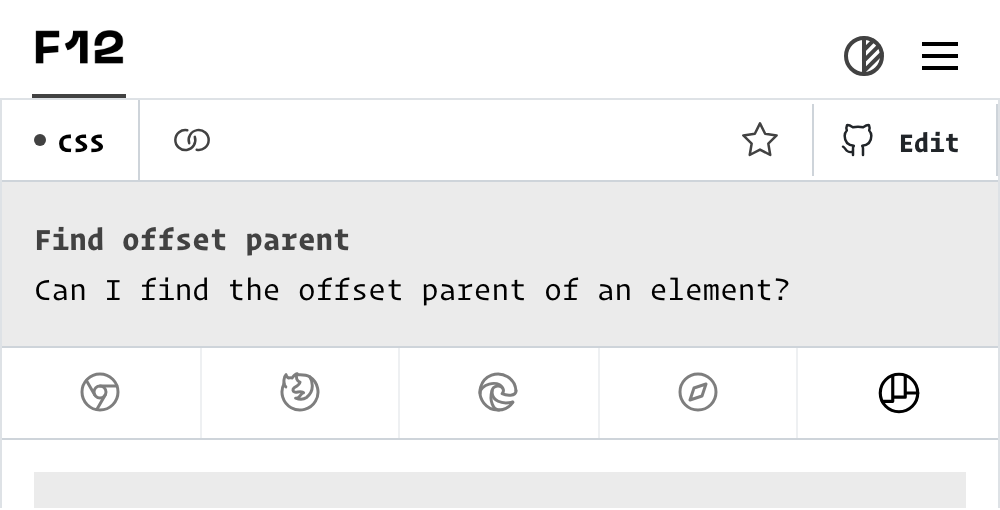 F12
css
Edit
Find offset parent
Can I find the offset parent of an element?